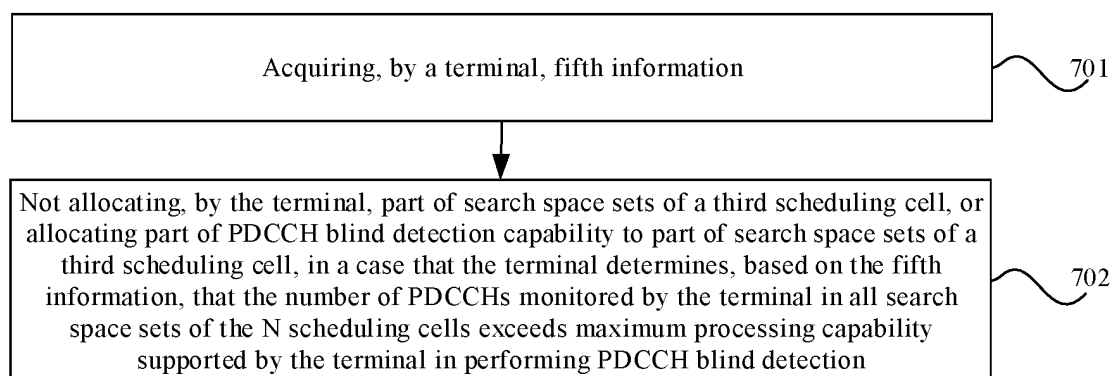 Acquiring, by a terminal, fifth information
701
Not allocating, by the terminal, part of search space sets of a third scheduling cell, or
allocating part of PDCCH blind detection capability to part of search space sets of a
third scheduling cell, in a case that the terminal determines, based on the fifth
information, that the number of PDCCHs monitored by the terminal in all search
space sets of the N scheduling cells exceeds maximum processing capability
supported by the terminal in performing PDCCH blind detection
702